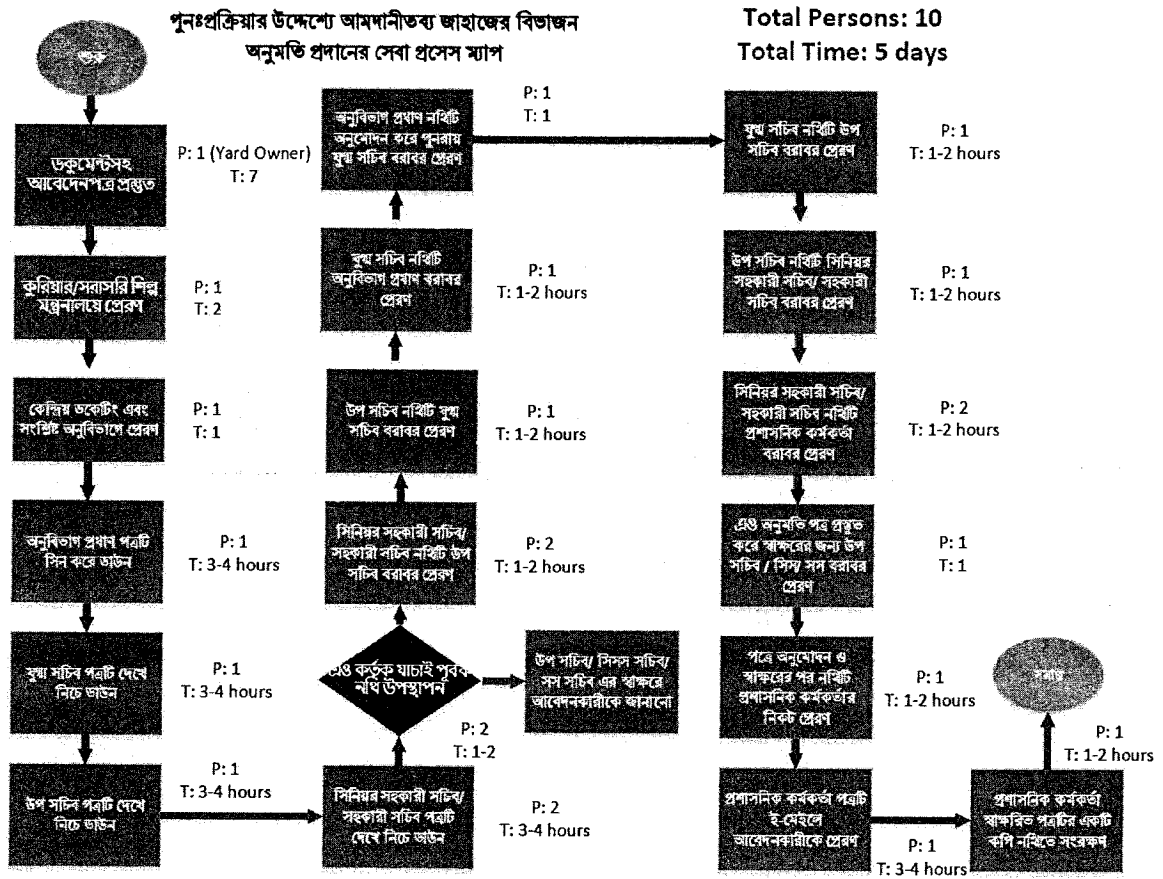 পুনঃপ্রক্রিয়ার উদ্দেশ্যে আমদানীতব্য জাহাজের বিভাজন
অনুমতি প্রদানের সেবা প্রসেস ম্যাপ
Total Persons: 10
Total Time: 5 days
শুরু
ডকুমেন্টসহ
আবেদনপত্র প্রস্তুত
P: 1 (Yard Owner)
T: 7
কুরিয়ার/সরাসরি শিল্প
মন্ত্রনালয়ে প্রেরণ
P: 1
T: 2
কেন্দ্রিয় ডকেটিং এবং
সংশ্লিষ্ট অনুবিভাগে প্রেরণ
P: 1
T: 1
অনুবিভাগ প্রধাণ পত্রটি
সিন করে ডাউন
P: 1
T: 3-4 hours
যুগ্ম সচিব পত্রটি দেখে
নিচে ডাউন
P: 1
T: 3-4 hours
উপ সচিব পত্রটি দেখে
নিচে ডাউন
P: 1
T: 3-4 hours
সিনিয়র সহকারী সচিব/
সহকারী সচিব পত্রটি
দেখে নিচে ডাউন
P: 2
T: 3-4 hours
এও কর্তৃক যাচাই পূর্বক
নথি উপস্থাপন
P: 2
T: 1-2
উপ সচিব/ সিসস সচিব/
সস সচিব এর স্বাক্ষরে
আবেদনকারীকে জানানো
সিনিয়র সহকারী সচিব/
সহকারী সচিব নথিটি উপ
সচিব বরাবর প্রেরণ
P: 2
T: 1-2 hours
উপ সচিব নথিটি যুগ্ম
সচিব বরাবর প্রেরণ
P: 1
T: 1-2 hours
যুগ্ম সচিব নথিটি
অনুবিভাগ প্রধাণ বরাবর
প্রেরণ
P: 1
T: 1-2 hours
অনুবিভাগ প্রধাণ নথিটি
অনুমোদন করে পুনরায়
যুগ্ম সচিব বরাবর প্রেরণ
P: 1
T: 1
যুগ্ম সচিব নথিটি উপ
সচিব বরাবর প্রেরণ
P: 1
T: 1-2 hours
উপ সচিব নথিটি সিনিয়র
সহকারী সচিব/ সহকারী
সচিব বরাবর প্রেরণ
P: 1
T: 1-2 hours
সিনিয়র সহকারী সচিব/
সহকারী সচিব নথিটি
প্রশাসনিক কর্মকর্তা
বরাবর প্রেরণ
P: 2
T: 1-2 hours
এও অনুমতি পত্র প্রস্তুত
করে স্বাক্ষরের জন্য উপ
সচিব / সিস/ সস বরাবর
প্রেরণ
P: 1
T: 1
পত্রে অনুমোদন ও
স্বাক্ষরের পর নথিটি
প্রশাসনিক কর্মকর্তার
নিকট প্রেরণ
P: 1
T: 1-2 hours
প্রশাসনিক কর্মকর্তা পত্রটি
ই-মেইলে
আবেদনকারীকে প্রেরণ
P: 1
T: 3-4 hours
প্রশাসনিক কর্মকর্তা
স্বাক্ষরিত পত্রটির একটি
কপি নথিতে সংরক্ষণ
P: 1
T: 1-2 hours
সমাপ্ত